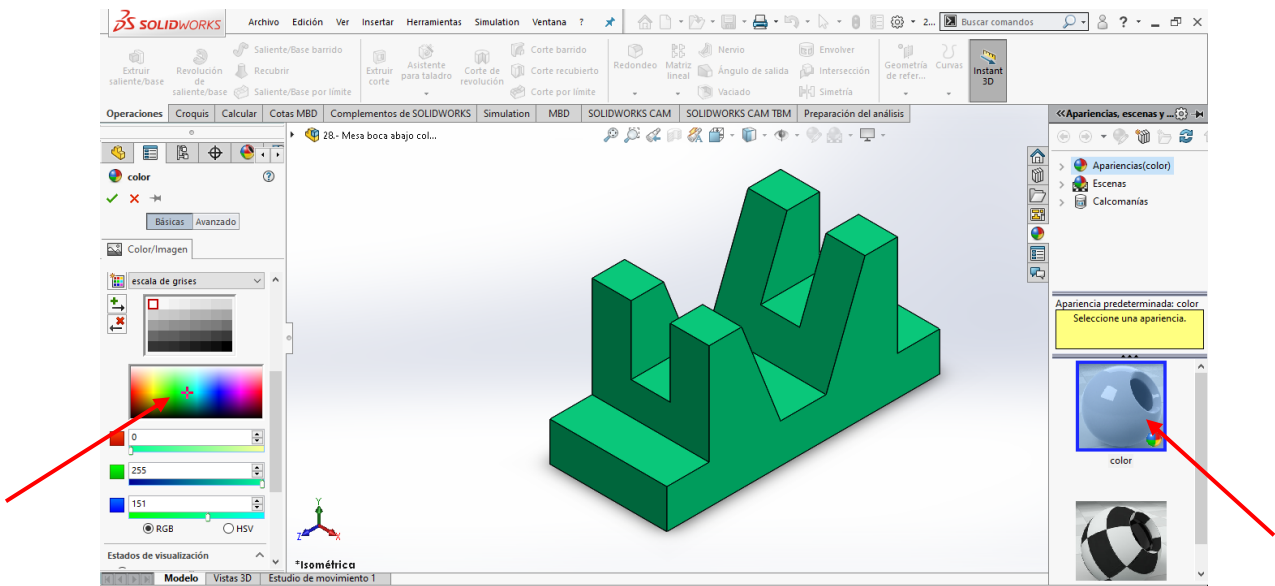 SOLIDWORKS
Archivo Edición Ver Insertar Herramientas Simulation Ventana ?
2...
Buscar comandos
?
Extruir saliente/base
Revolución de saliente/base
Saliente/Base barrido
Recubrir
Saliente/Base por límite
Extruir corte
Asistente para taladro
Corte de revolución
Corte barrido
Corte recubierto
Corte por límite
Redondeo
Matriz lineal
Nervio
Ángulo de salida
Vaciado
Envolver
Intersección
Simetría
Geometría de refer...
Curvas
Instant 3D
Operaciones Croquis Calcular Cotas MBD Complementos de SOLIDWORKS Simulation MBD SOLIDWORKS CAM SOLIDWORKS CAM TBM Preparación del análisis
28.- Mesa boca abajo col...
color
?
Básicas Avanzado
Color/Imagen
escala de grises
0
255
151
RGB HSV
Estados de visualización
Y
Z X
*Isométrica
Modelo Vistas 3D Estudio de movimiento 1
Apariencias, escenas y ...
Apariencias(color)
Escenas
Calcomanías
Apariencia predeterminada: color
Seleccione una apariencia.
color